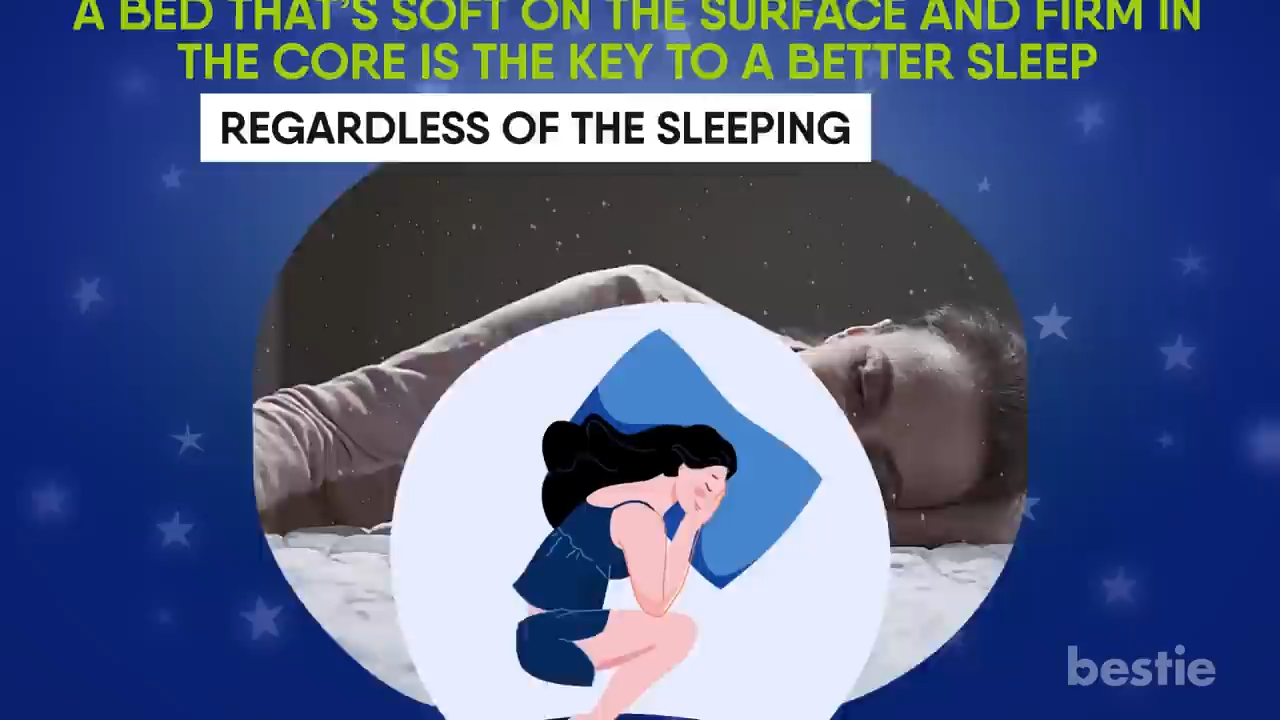 A BED THAT'S SOFT ON THE SURFACE AND FIRM IN
THE CORE IS THE KEY TO A BETTER SLEEP
REGARDLESS OF THE SLEEPING
bestie